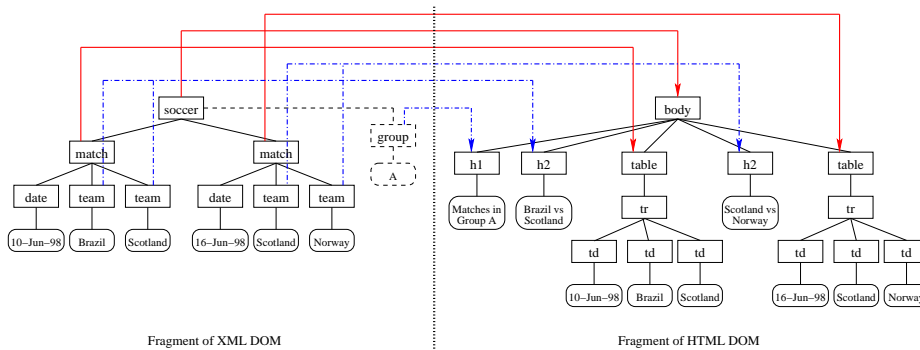 soccer
body
group
match
match
h1
h2
table
h2
table
A
date
team
team
date
team
team
Matches in
Group A
Brazil vs
Scotland
tr
Scotland vs
Norway
tr
10–Jun–98
Brazil
Scotland
16–Jun–98
Scotland
Norway
td
td
td
td
td
td
10–Jun–98
Brazil
Scotland
16–Jun–98
Scotland
Norway
Fragment of XML DOM
Fragment of HTML DOM